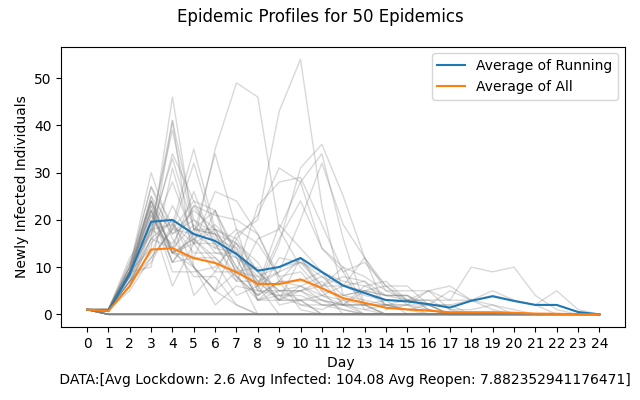 Epidemic Profiles for 50 Epidemics
Average of Running
Average of All
Newly Infected Individuals
50
40
30
20
10
0
0 1 2 3 4 5 6 7 8 9 10 11 12 13 14 15 16 17 18 19 20 21 22 23 24
Day
DATA:[Avg Lockdown: 2.6 Avg Infected: 104.08 Avg Reopen: 7.882352941176471]